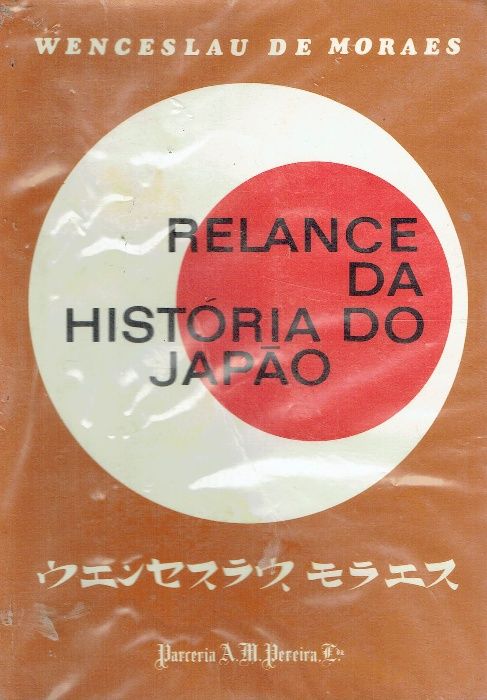 WENCESLAU DE MORAES
RELANCE
DA
HISTÓRIA DO
JAPÃO
ウエンセスラウ、モラエス
Parceria A. M. Pereira, L.da